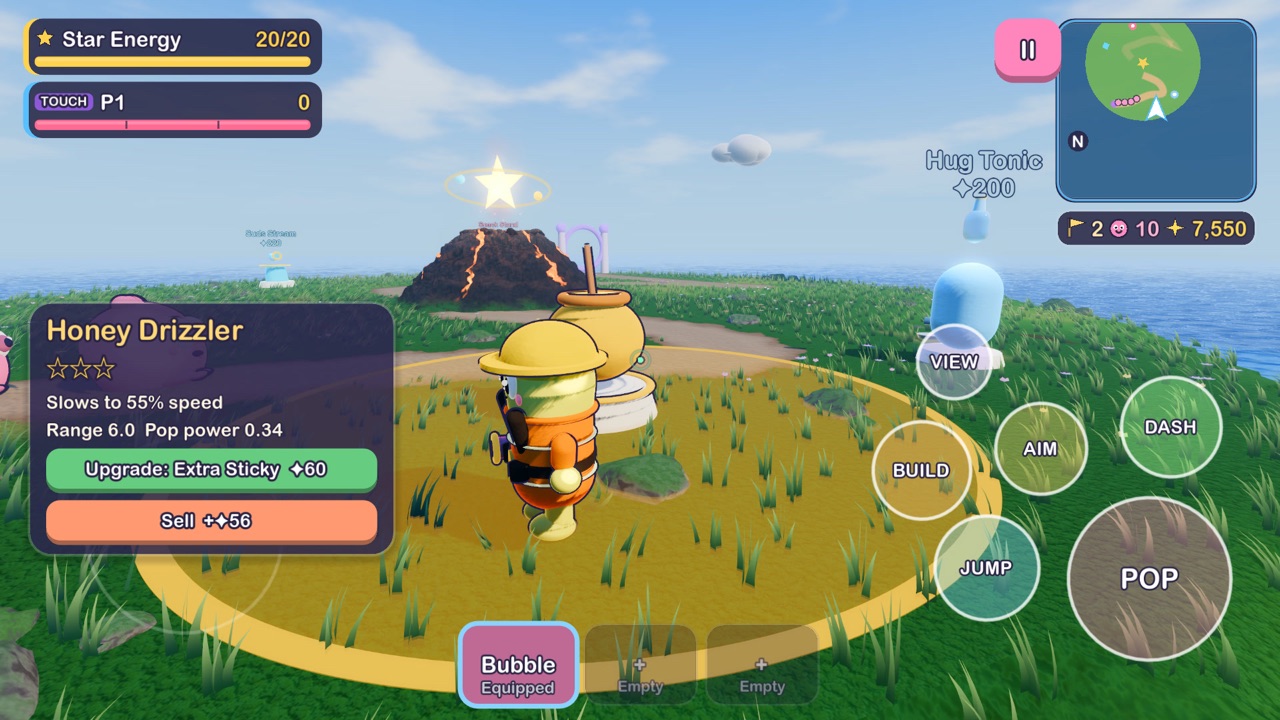 Star Energy 20/20
TOUCH P1 0
N
2 10 7,550
Hug Tonic
200
Suds Stream
Honey Drizzler
Slows to 55% speed
Range 6.0 Pop power 0.34
Upgrade: Extra Sticky 60
Sell +56
VIEW
BUILD
AIM
DASH
JUMP
POP
Bubble
Equipped
+
Empty
+
Empty